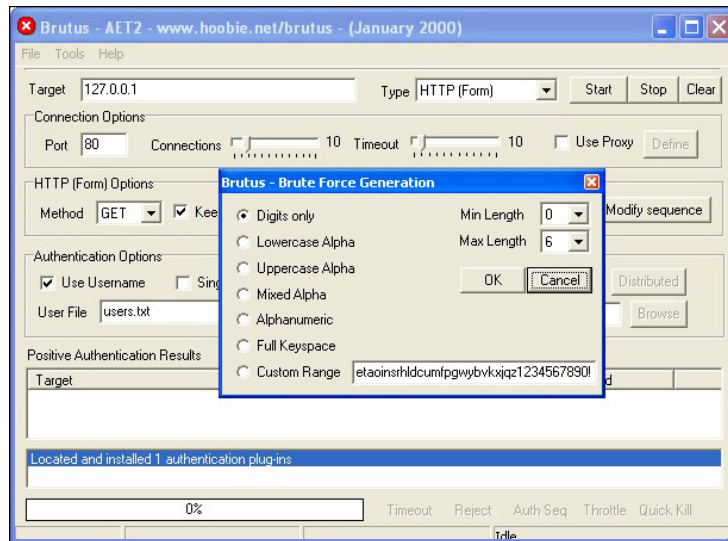 Brutus - AET2 - www.hoobie.net/brutus - (January 2000)
File Tools Help
Target 127.0.0.1 Type HTTP (Form) Start Stop Clear
Connection Options
Port 80 Connections 10 Timeout 10 Use Proxy Define
HTTP (Form) Options
Method GET Kee Modify sequence
Brutus - Brute Force Generation
Digits only Min Length 0
Lowercase Alpha Max Length 6
Uppercase Alpha
Mixed Alpha OK Cancel
Alphanumeric
Full Keyspace
Custom Range etaoinsrhldcumfpgwybvkxjqz1234567890!
Authentication Options
Use Username Sing Distributed
User File users.txt Browse
Positive Authentication Results
Target d
Located and installed 1 authentication plug-ins
0% Timeout Reject Auth Seq Throttle Quick Kill
Idle